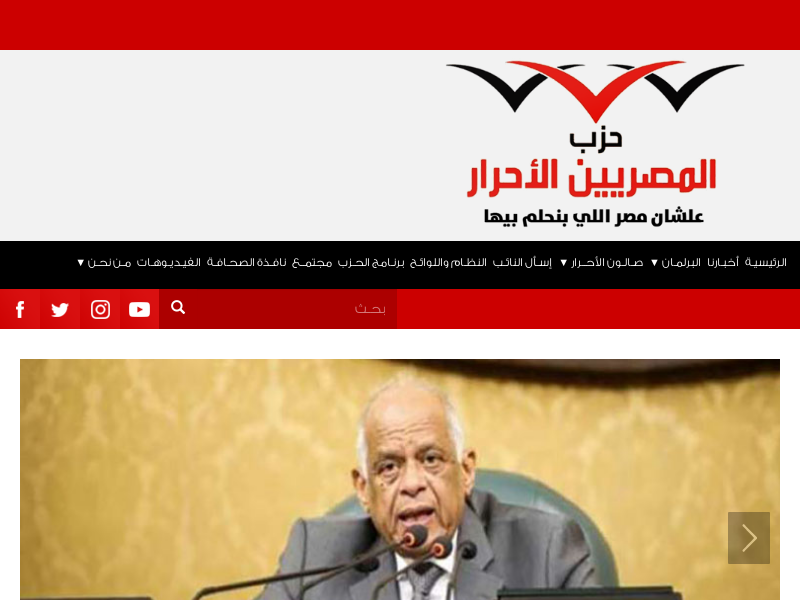 حزب
المصريين الأحرار
علشان مصر اللي بنحلم بيها
الرئيسية أخبارنا البرلمان ▼ صالون الأحرار ▼ إسأل النائب النظام واللوائح برنامج الحزب مجتمع نافذة الصحافة الفيديوهات من نحن ▼
بحث